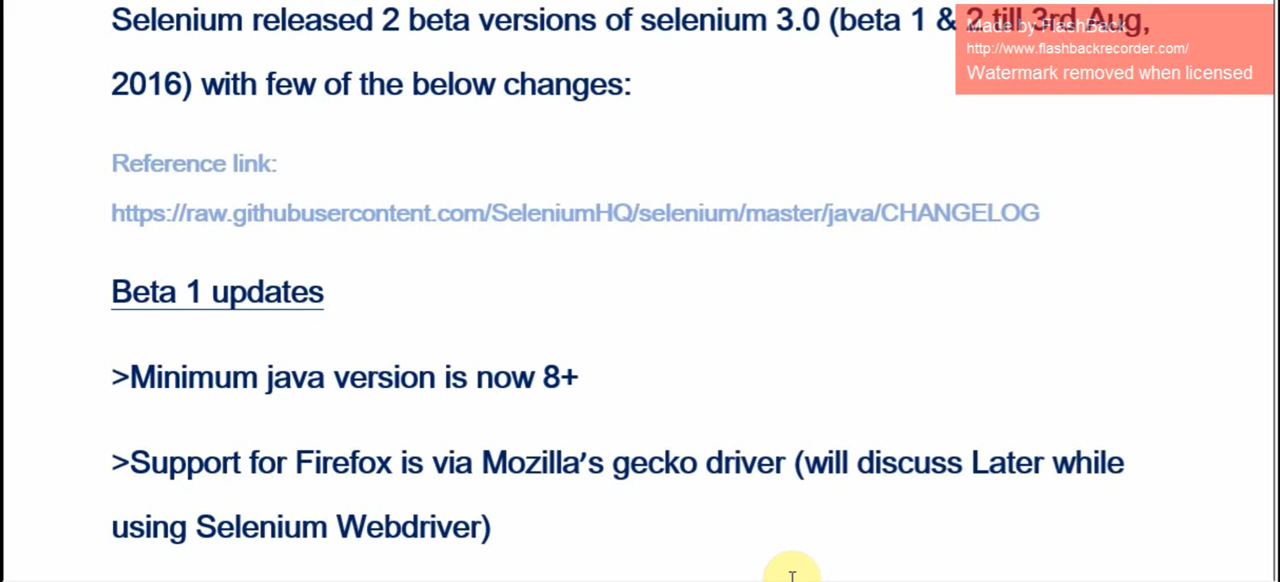 Selenium released 2 beta versions of selenium 3.0 (beta 1 & 2 till 3rd Aug,
Made by FlashBack
http://www.flashbackrecorder.com/
Watermark removed when licensed
2016) with few of the below changes:
Reference link:
https://raw.githubusercontent.com/SeleniumHQ/selenium/master/java/CHANGELOG
Beta 1 updates
>Minimum java version is now 8+
>Support for Firefox is via Mozilla's gecko driver (will discuss Later while
using Selenium Webdriver)